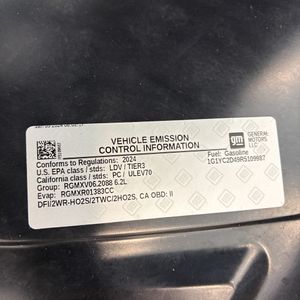 VEHICLE EMISSION
CONTROL INFORMATION
gm
GENERAL
MOTORS
LLC
Conforms to Regulations: 2024
Fuel: Gasoline
U.S. EPA class / stds: LDV / TIER3
1G1YC2D49R5109987
California class / stds: PC / ULEV70
Group: RGMXV06.2088 6.2L
Evap: RGMXR01383CC
DFI/2WR-HO2S/2TWC/2HO2S, CA OBD: II